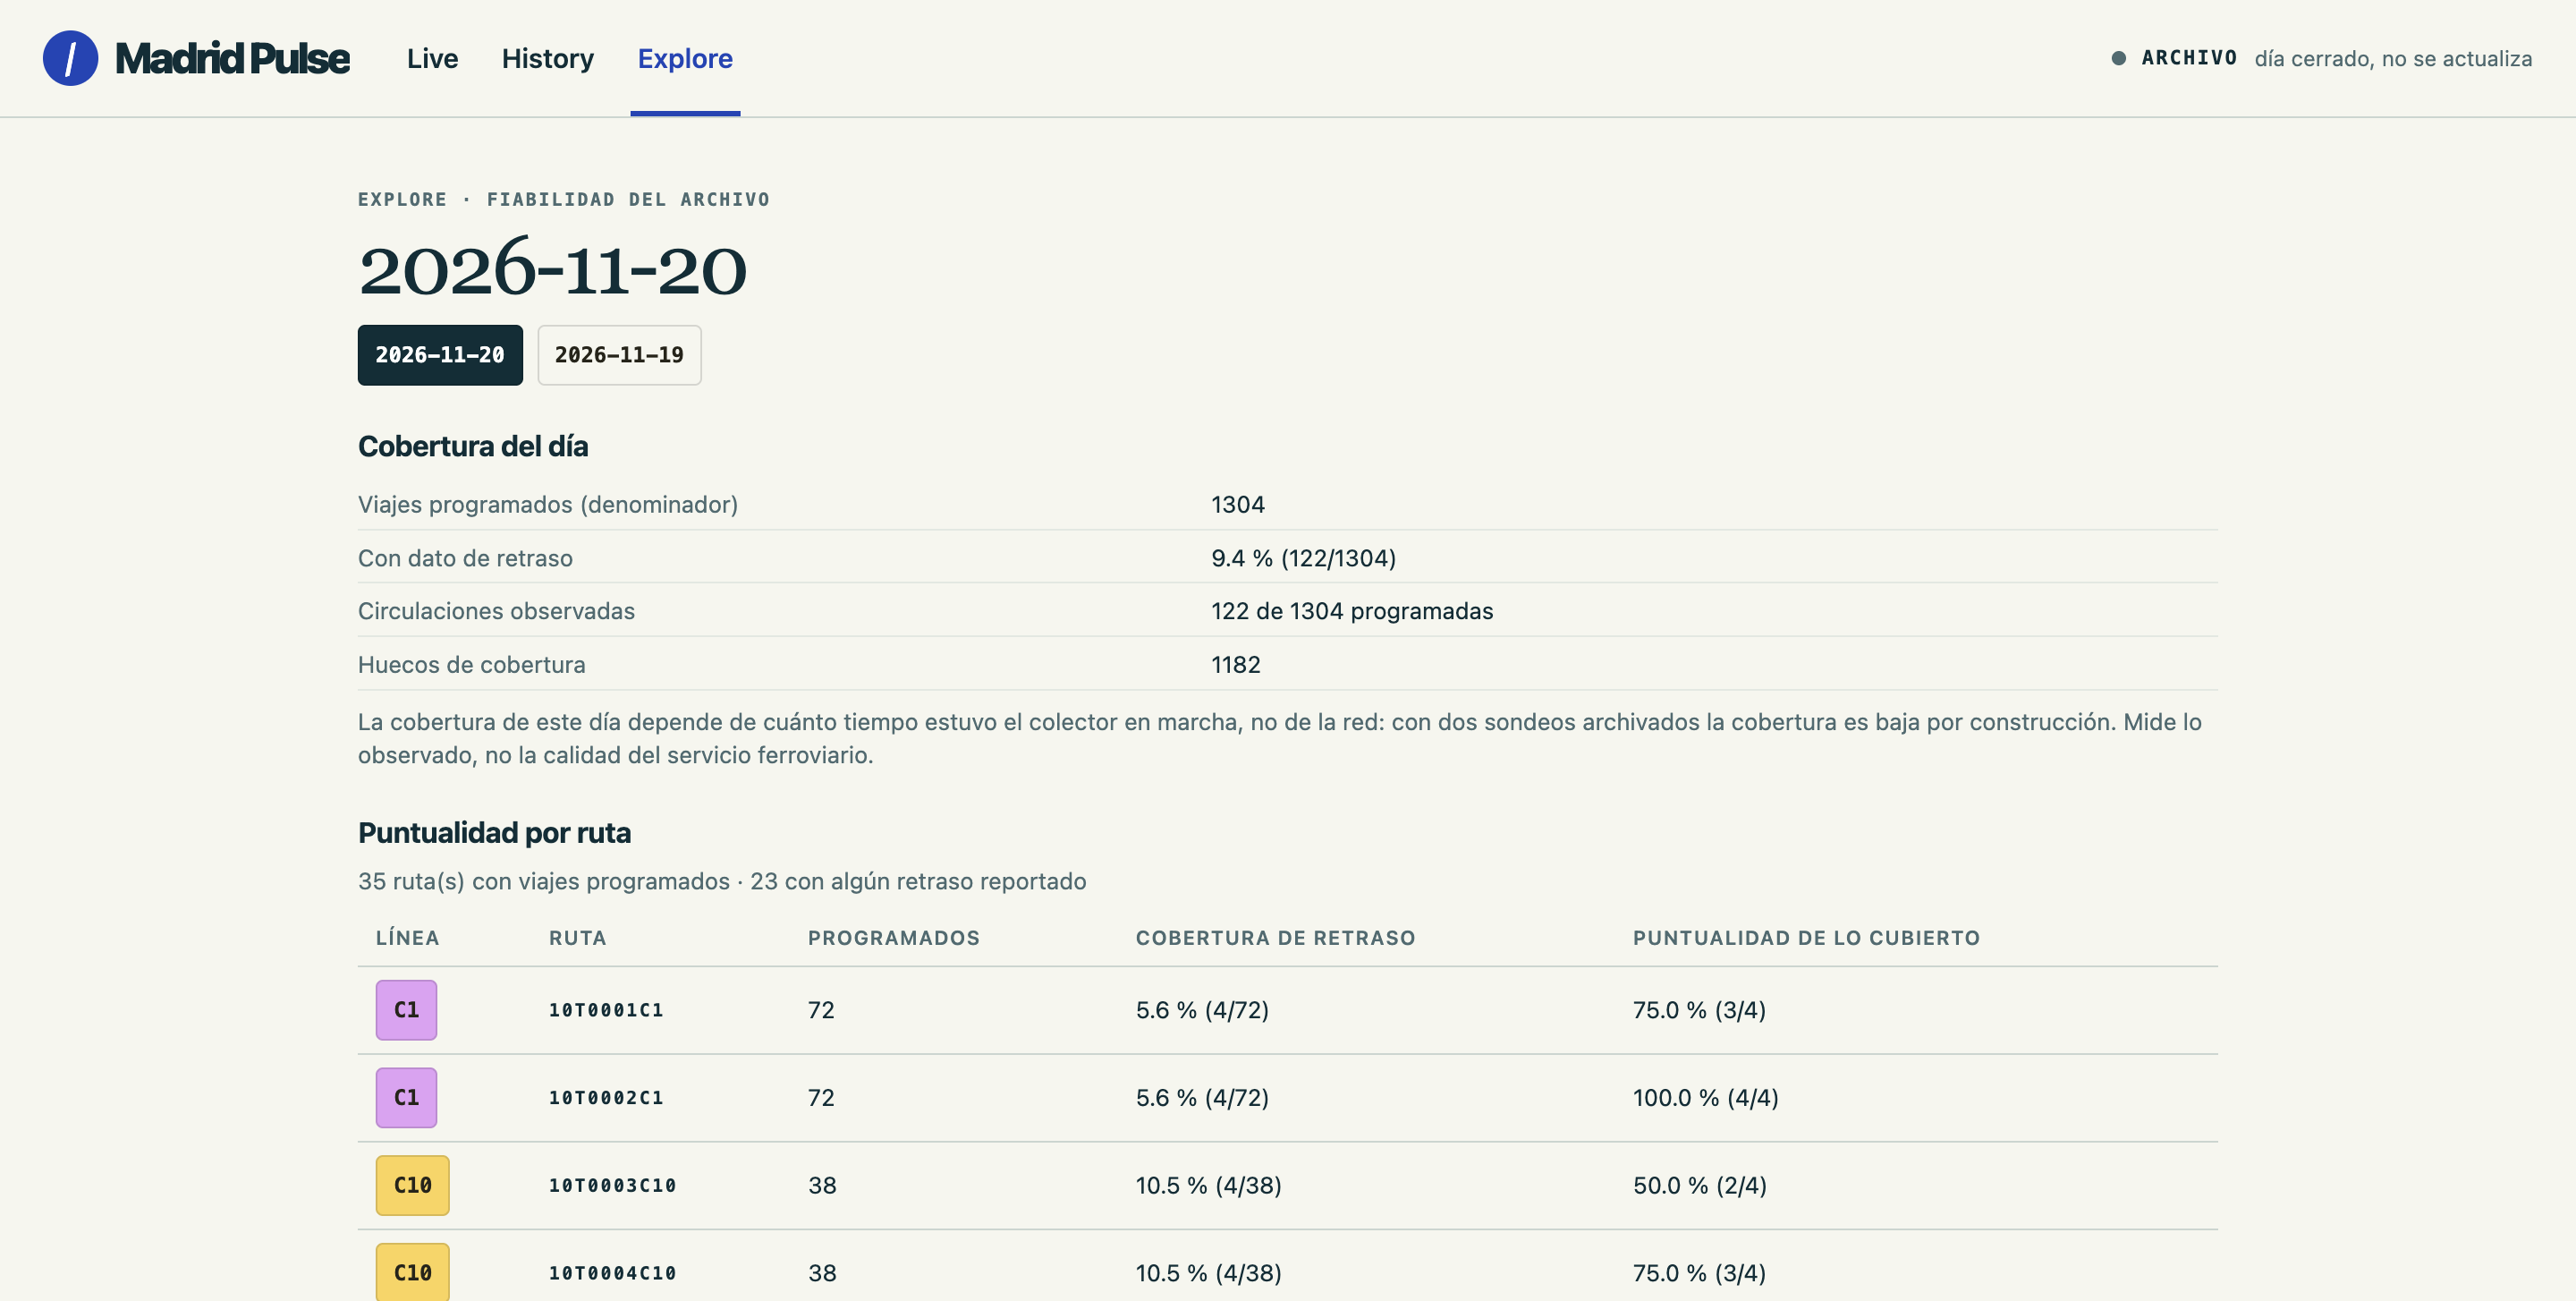 / Madrid Pulse Live History Explore ARCHIVO día cerrado, no se actualiza
EXPLORE · FIABILIDAD DEL ARCHIVO
2026-11-20
2026-11-20 2026-11-19
Cobertura del día
Viajes programados (denominador) 1304
Con dato de retraso 9.4 % (122/1304)
Circulaciones observadas 122 de 1304 programadas
Huecos de cobertura 1182
La cobertura de este día depende de cuánto tiempo estuvo el colector en marcha, no de la red: con dos sondeos archivados la cobertura es baja por construcción. Mide lo
observado, no la calidad del servicio ferroviario.
Puntualidad por ruta
35 ruta(s) con viajes programados · 23 con algún retraso reportado
LÍNEA RUTA PROGRAMADOS COBERTURA DE RETRASO PUNTUALIDAD DE LO CUBIERTO
C1 10T0001C1 72 5.6 % (4/72) 75.0 % (3/4)
C1 10T0002C1 72 5.6 % (4/72) 100.0 % (4/4)
C10 10T0003C10 38 10.5 % (4/38) 50.0 % (2/4)
C10 10T0004C10 38 10.5 % (4/38) 75.0 % (3/4)